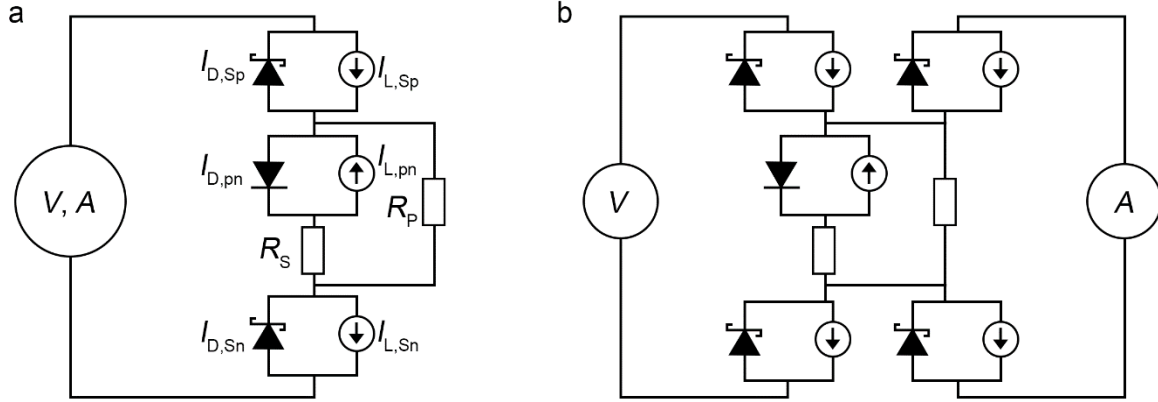 a
I_D,Sp
I_L,Sp
I_D,pn
I_L,pn
R_P
V, A
R_S
I_D,Sn
I_L,Sn
b
V
A